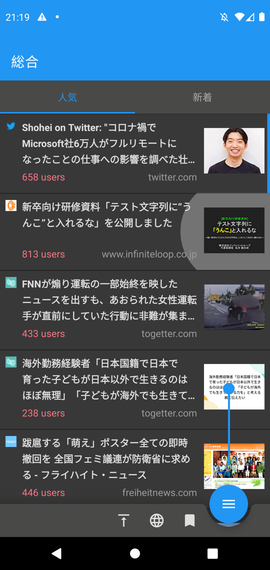 21:19
総合
人気
新着
Shohei on Twitter: "コロナ禍で
Microsoft社6万人がフルリモートに
なったことの仕事への影響を調べた壮...
658 users
twitter.com
新卒向け研修資料「テスト文字列に"う
んこ"と入れるな」を公開しました
813 users
www.infiniteloop.co.jp
テスト文字列に
「うんこ」と入れるな
FNNが煽り運転の一部始終を映した
ニュースを出すも、あおられた女性運転
手が直前にしていた行動に非難が集ま...
433 users
togetter.com
海外勤務経験者「日本国籍で日本で
育った子どもが日本以外で生きるのは
ほぼ無理」「子どもが海外でも生きて...
238 users
togetter.com
跋扈する「萌え」ポスター全ての即時
撤回を 全国フェミ議連が防衛省に求め
る - フライハイト・ニュース
446 users
freiheitnews.com